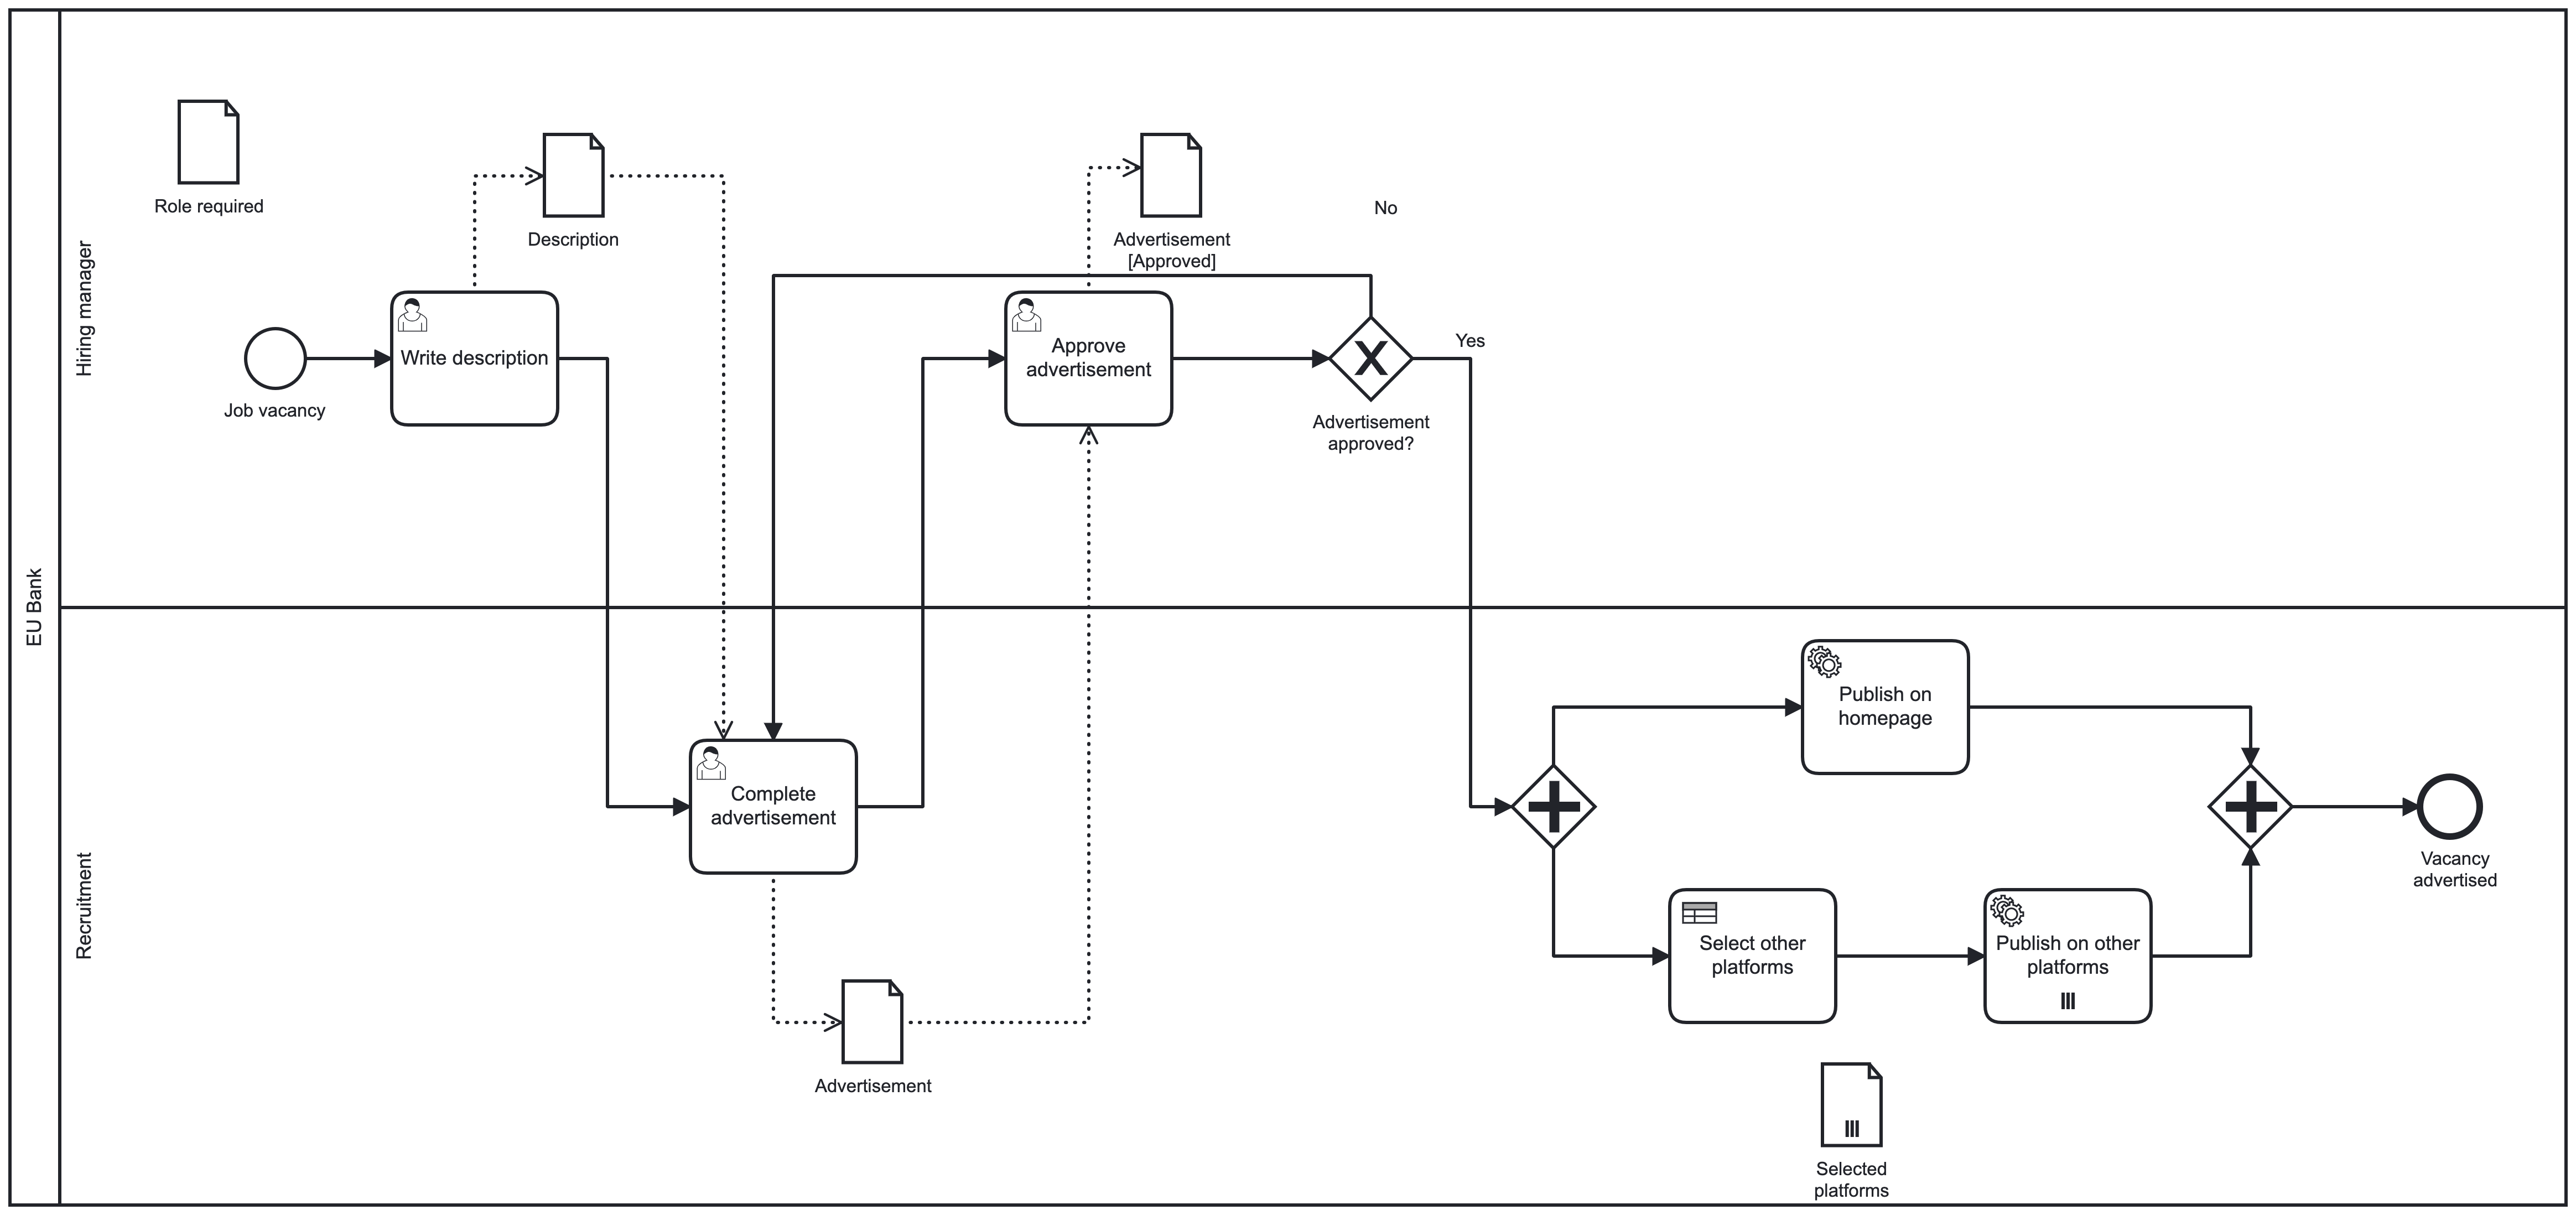 EU Bank
Hiring manager
Role required
Description
Advertisement
[Approved]
No
Job vacancy
Write description
Approve
advertisement
Yes
Advertisement
approved?
Recruitment
Complete
advertisement
Advertisement
Publish on
homepage
Select other
platforms
Publish on other
platforms
Selected
platforms
Vacancy
advertised